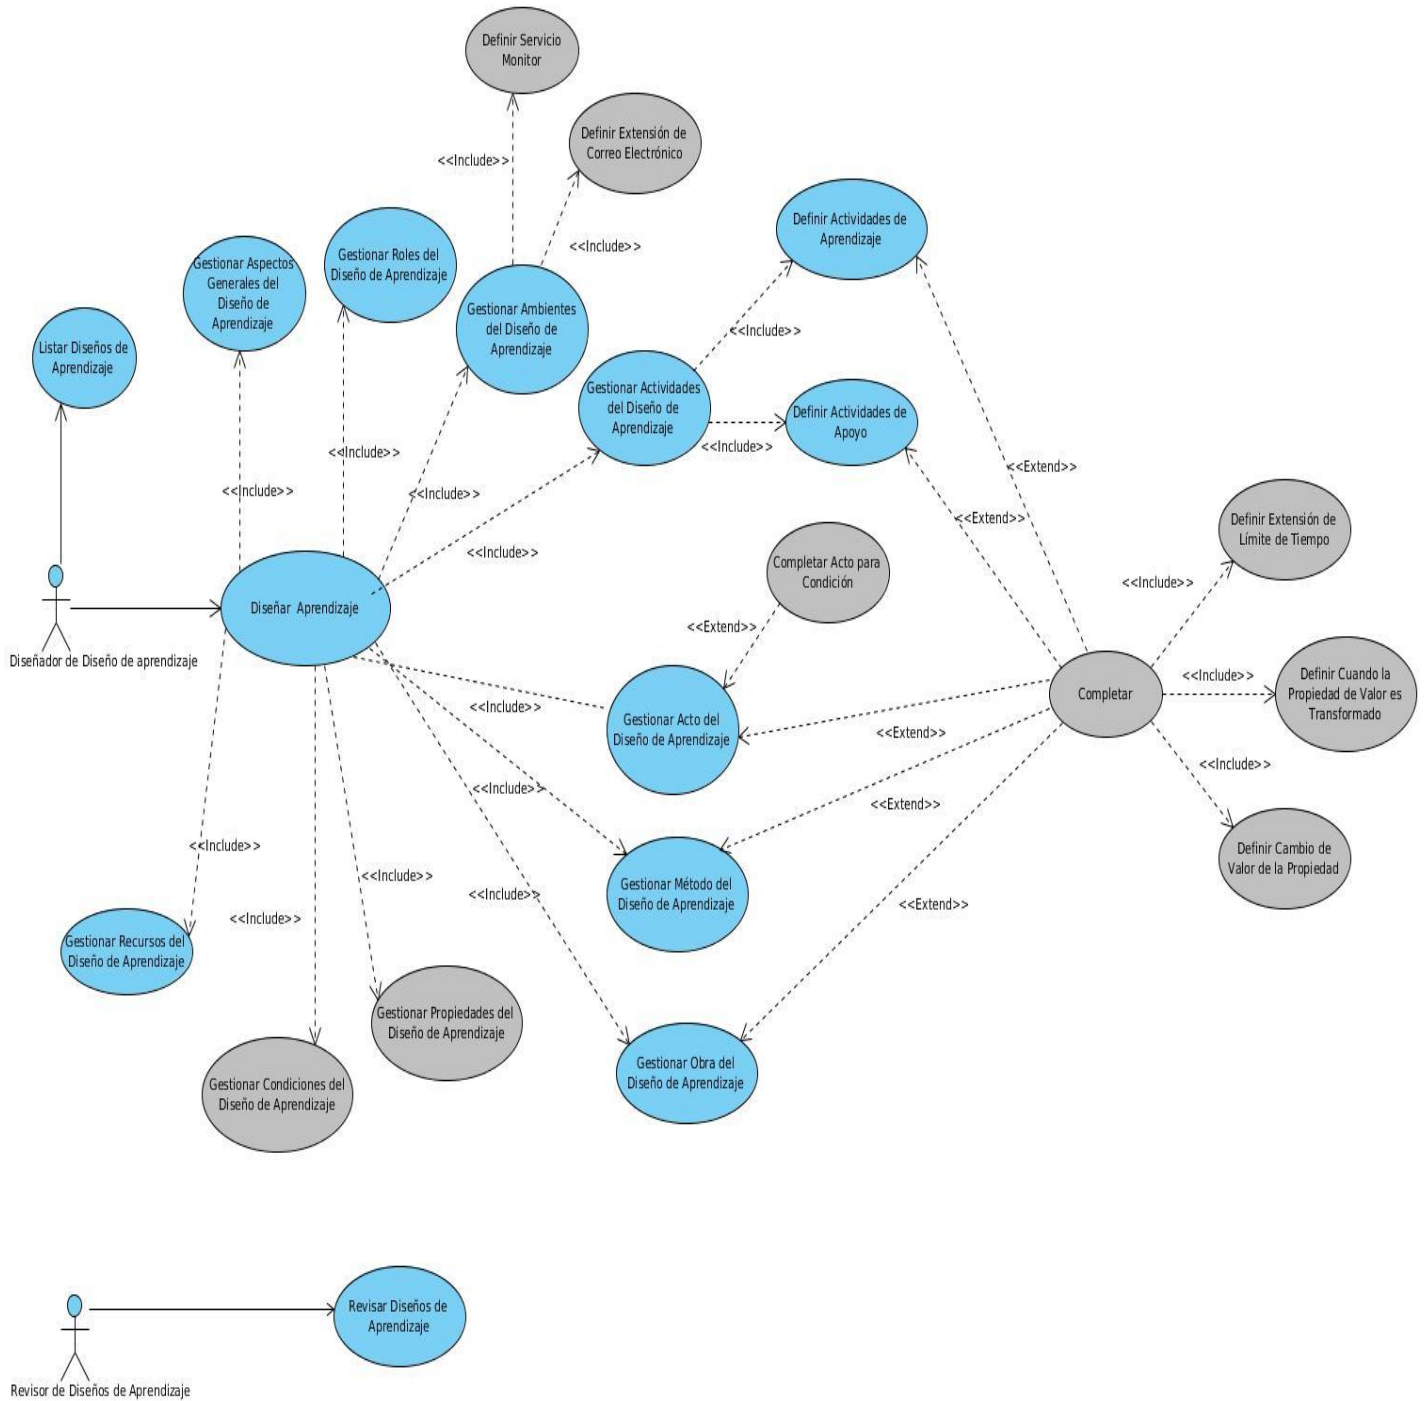 Definir Servicio
Monitor
Definir Extensión de
Correo Electrónico
<<Include>>
<<Include>>
Definir Actividades de
Aprendizaje
Gestionar Roles del
Diseño de Aprendizaje
Gestionar Aspectos
Generales del
Diseño de
Aprendizaje
Gestionar Ambientes
del Diseño de
Aprendizaje
Listar Diseños de
Aprendizaje
<<Include>>
Gestionar Actividades
del Diseño de
Aprendizaje
Definir Actividades de
Apoyo
<<Include>>
<<Include>>
<<Include>>
<<Include>>
<<Include>>
<<Extend>>
<<Extend>>
Definir Extensión de
Límite de Tiempo
<<Include>>
Completar Acto para
Condición
<<Include>>
Diseñar Aprendizaje
<<Extend>>
Diseñador de Diseño de aprendizaje
<<Include>>
Definir Cuando la
Propiedad de Valor es
Transformado
Completar
<<Include>>
Gestionar Acto del
Diseño de Aprendizaje
<<Extend>>
<<Include>>
<<Include>>
<<Extend>>
<<Include>>
Definir Cambio de
Valor de la Propiedad
<<Include>>
<<Include>>
Gestionar Método del
Diseño de Aprendizaje
<<Extend>>
<<Include>>
Gestionar Recursos del
Diseño de Aprendizaje
Gestionar Propiedades del
Diseño de Aprendizaje
Gestionar Obra del
Diseño de Aprendizaje
Gestionar Condiciones del
Diseño de Aprendizaje
Revisar Diseños de
Aprendizaje
Revisor de Diseños de Aprendizaje